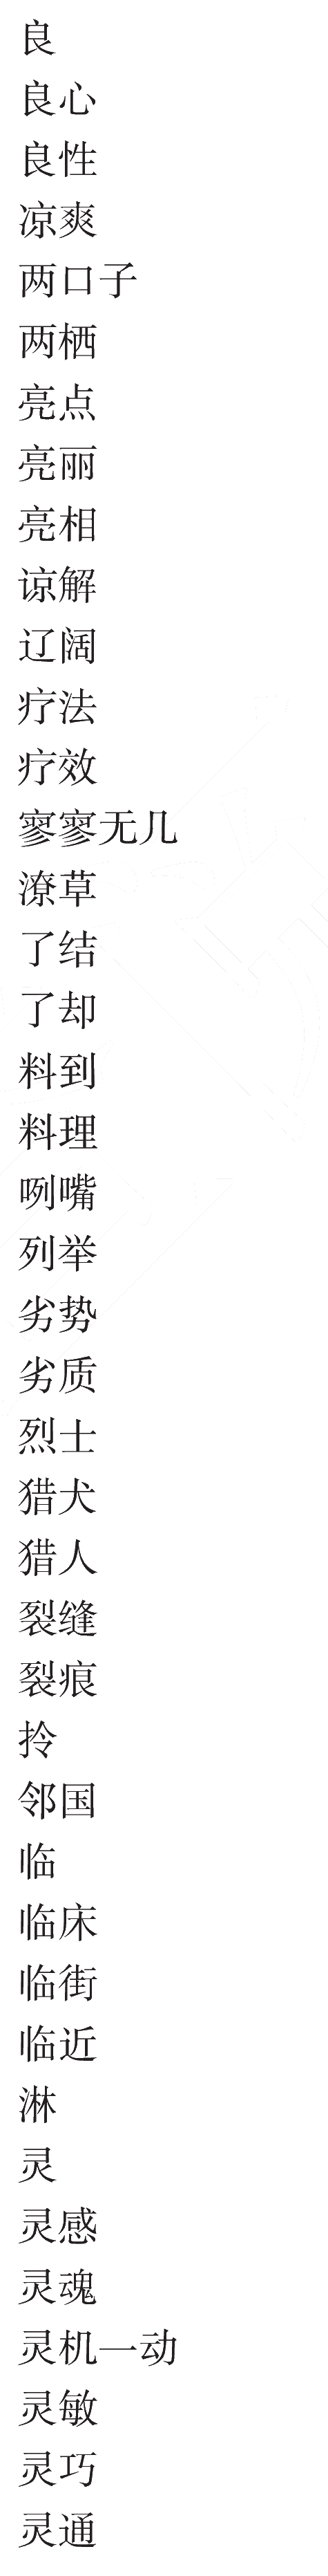 良
良心
良性
凉爽
两口子
两栖
亮点
亮丽
亮相
谅解
辽阔
疗法
疗效
寥寥无几
潦草
了结
了却
料到
料理
咧嘴
列举
劣势
劣质
烈士
猎犬
猎人
裂缝
裂痕
拎
邻国
临
临床
临街
临近
淋
灵
灵感
灵魂
灵机一动
灵敏
灵巧
灵通